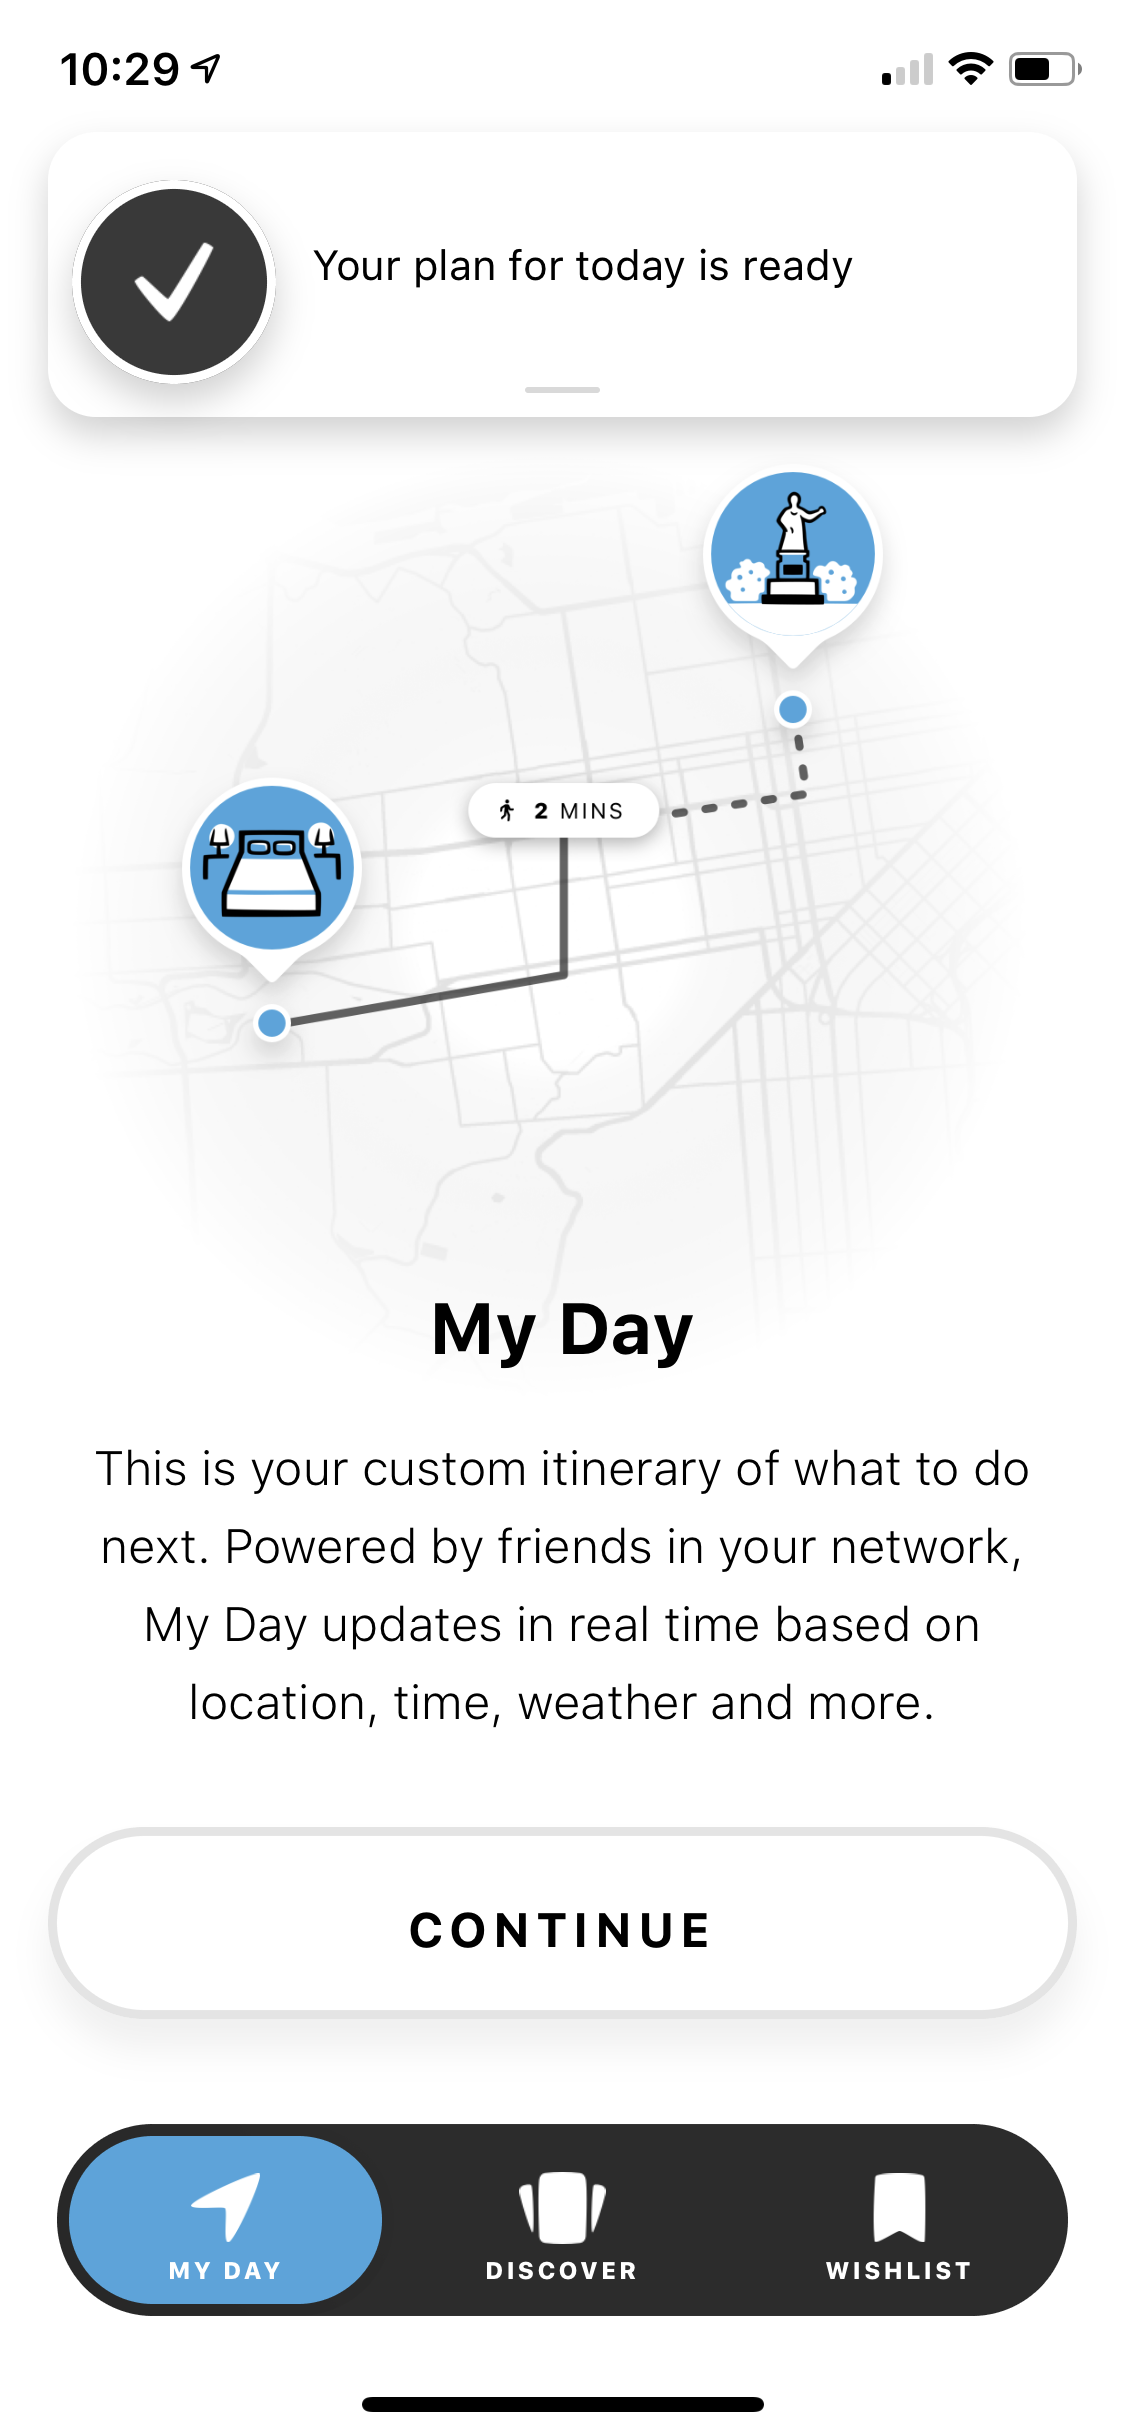 10:29
Your plan for today is ready
2 MINS
My Day
This is your custom itinerary of what to do
next. Powered by friends in your network,
My Day updates in real time based on
location, time, weather and more.
CONTINUE
MY DAY
DISCOVER
WISHLIST